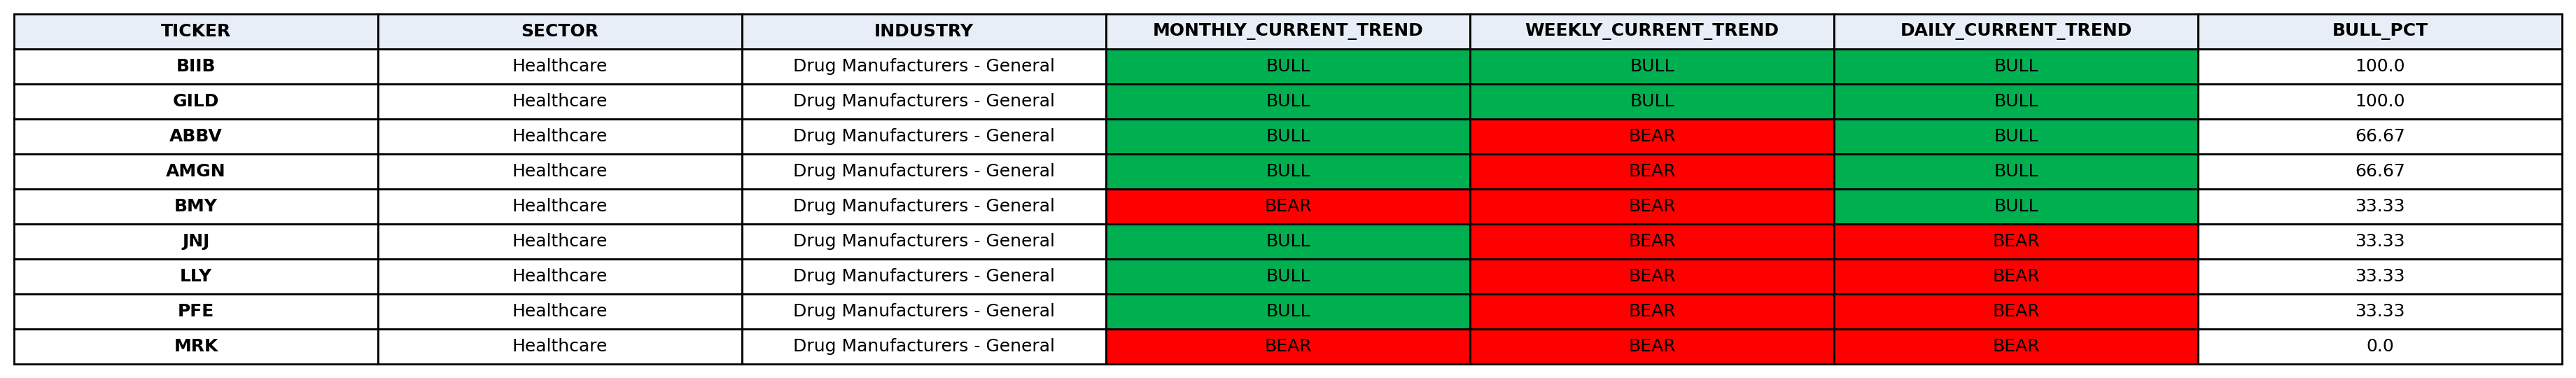 TICKER SECTOR INDUSTRY MONTHLY_CURRENT_TREND WEEKLY_CURRENT_TREND DAILY_CURRENT_TREND BULL_PCT
BIIB Healthcare Drug Manufacturers - General BULL BULL BULL 100.0
GILD Healthcare Drug Manufacturers - General BULL BULL BULL 100.0
ABBV Healthcare Drug Manufacturers - General BULL BEAR BULL 66.67
AMGN Healthcare Drug Manufacturers - General BULL BEAR BULL 66.67
BMY Healthcare Drug Manufacturers - General BEAR BEAR BULL 33.33
JNJ Healthcare Drug Manufacturers - General BULL BEAR BEAR 33.33
LLY Healthcare Drug Manufacturers - General BULL BEAR BEAR 33.33
PFE Healthcare Drug Manufacturers - General BULL BEAR BEAR 33.33
MRK Healthcare Drug Manufacturers - General BEAR BEAR BEAR 0.0